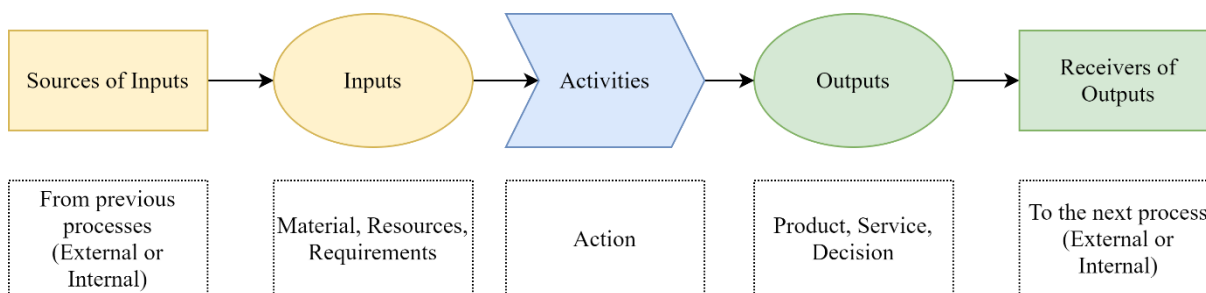 Sources of Inputs
Inputs
Activities
Outputs
Receivers of
Outputs
From previous
processes
(External or
Internal)
Material, Resources,
Requirements
Action
Product, Service,
Decision
To the next process
(External or
Internal)